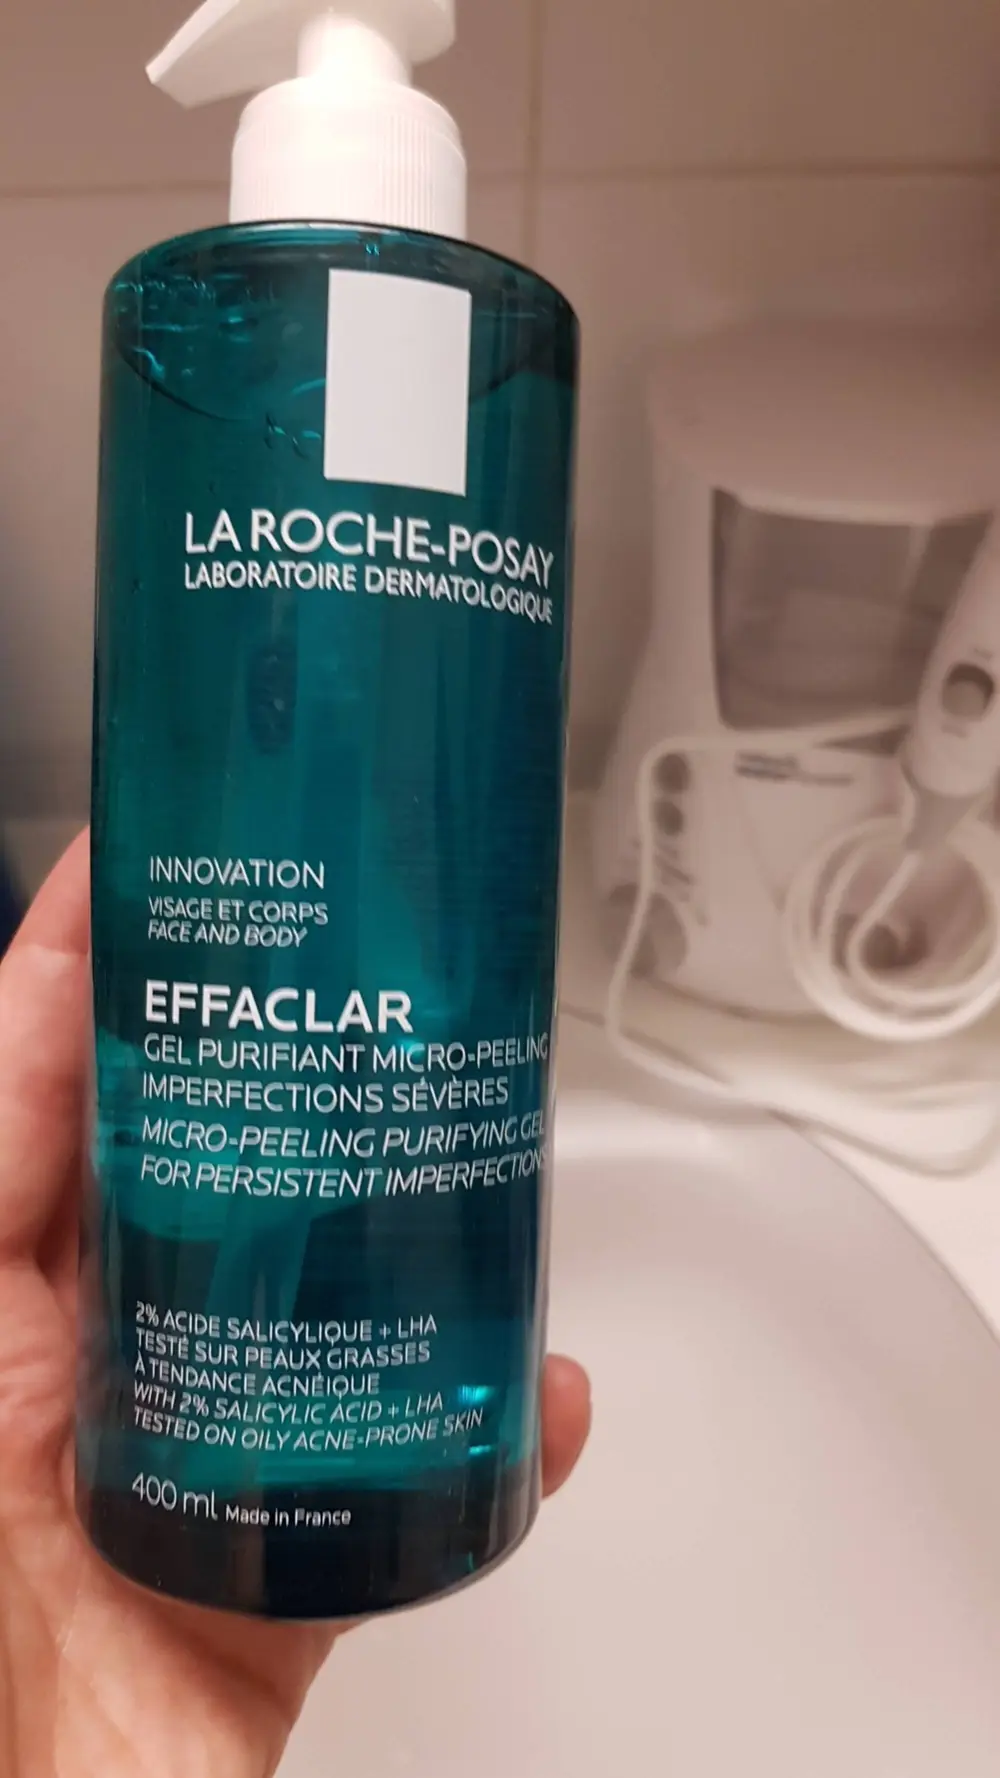 LA ROCHE-POSAY
LABORATOIRE DERMATOLOGIQUE
INNOVATION
VISAGE ET CORPS
FACE AND BODY
EFFACLAR
GEL PURIFIANT MICRO-PEELING
IMPERFECTIONS SÉVÈRES
MICRO-PEELING PURIFYING GEL
FOR PERSISTENT IMPERFECTIONS
2% ACIDE SALICYLIQUE + LHA
TESTÉ SUR PEAUX GRASSES
À TENDANCE ACNÉIQUE
WITH 2% SALICYLIC ACID + LHA
TESTED ON OILY ACNE-PRONE SKIN
400 ml Made in France